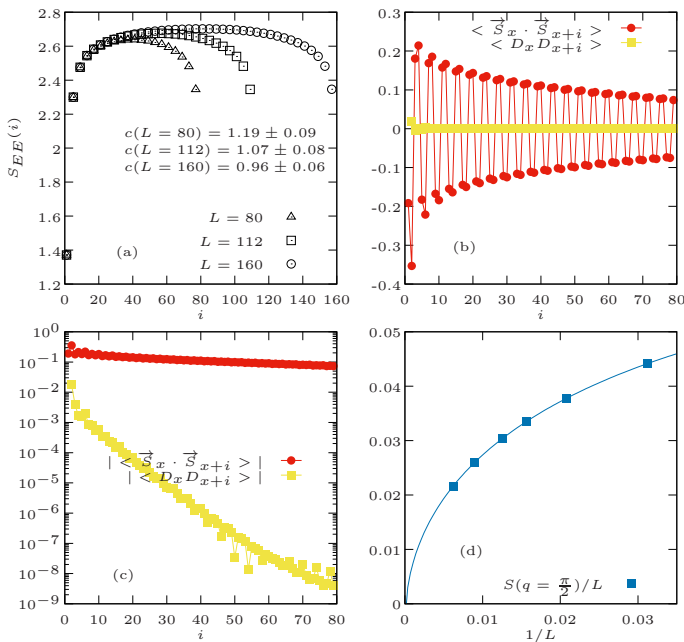 2.8
2.6
2.4
2.2
2
1.8
1.6
1.4
1.2
S_EE(i)
c(L = 80) = 1.19 ± 0.09
c(L = 112) = 1.07 ± 0.08
c(L = 160) = 0.96 ± 0.06
L = 80
L = 112
L = 160
(a)
0 20 40 60 80 100 120 140 160
i
0.3
0.2
0.1
0
-0.1
-0.2
-0.3
-0.4
< S⃗_x · S⃗_{x+i} >
< D_x D_{x+i} >
(b)
0 10 20 30 40 50 60 70 80
i
10^0
10^−1
10^−2
10^−3
10^−4
10^−5
10^−6
10^−7
10^−8
10^−9
| < S⃗_x · S⃗_{x+i} > |
| < D_x D_{x+i} > |
(c)
0 10 20 30 40 50 60 70 80
i
0.05
0.04
0.03
0.02
0.01
0
(d)
S(q = π/2)/L
0 0.01 0.02 0.03
1/L